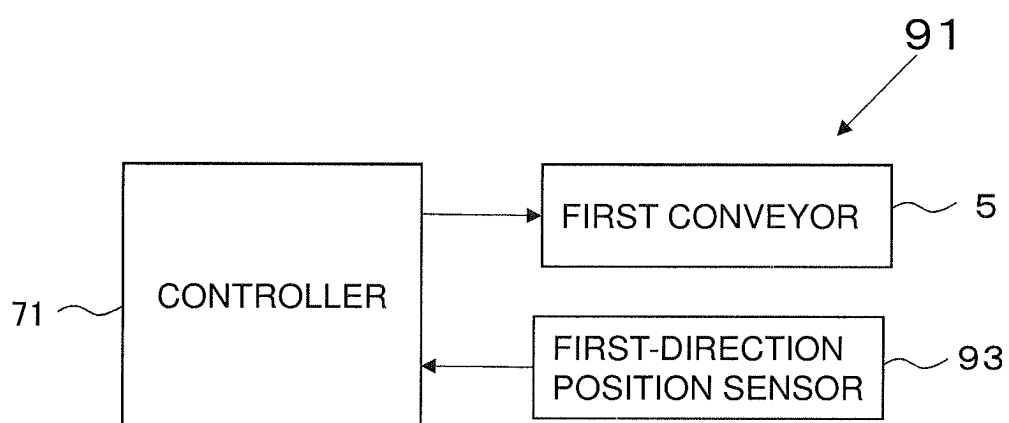 91
FIRST CONVEYOR
5
CONTROLLER
71
FIRST-DIRECTION
POSITION SENSOR
93